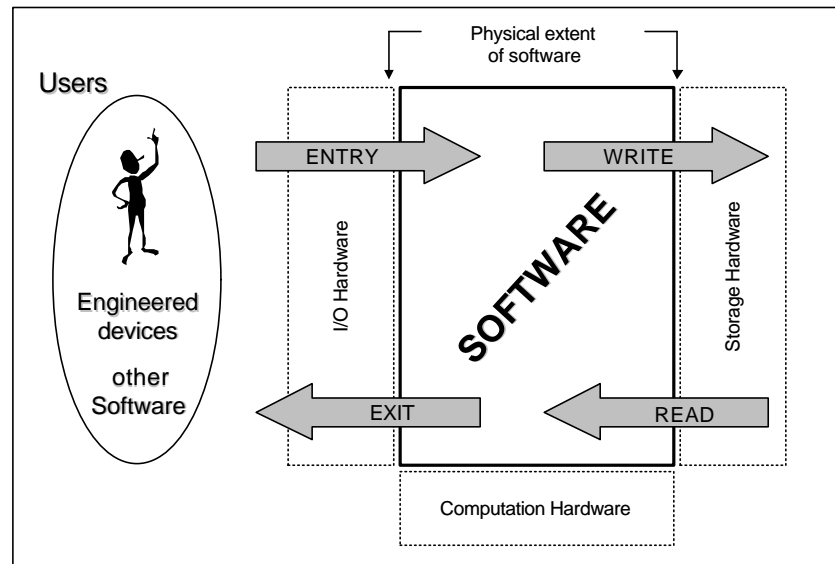 Physical extent
of software
Users
ENTRY
WRITE
I/O Hardware
SOFTWARE
Storage Hardware
Engineered
devices
other
Software
EXIT
READ
Computation Hardware